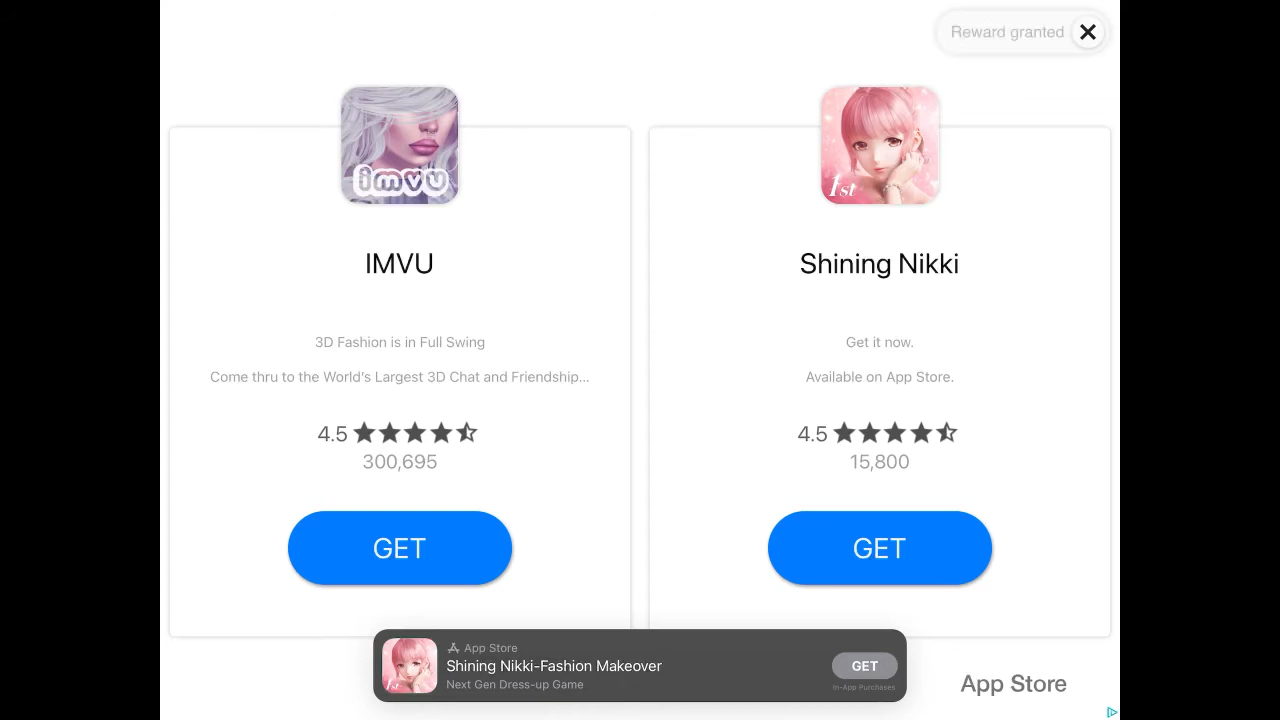 Reward granted
imvu
1st
IMVU
Shining Nikki
3D Fashion is in Full Swing
Come thru to the World's Largest 3D Chat and Friendship...
Get it now.
Available on App Store.
4.5
300,695
4.5
15,800
GET
GET
1st
App Store
Shining Nikki-Fashion Makeover
Next Gen Dress-up Game
GET
In-App Purchases
App Store